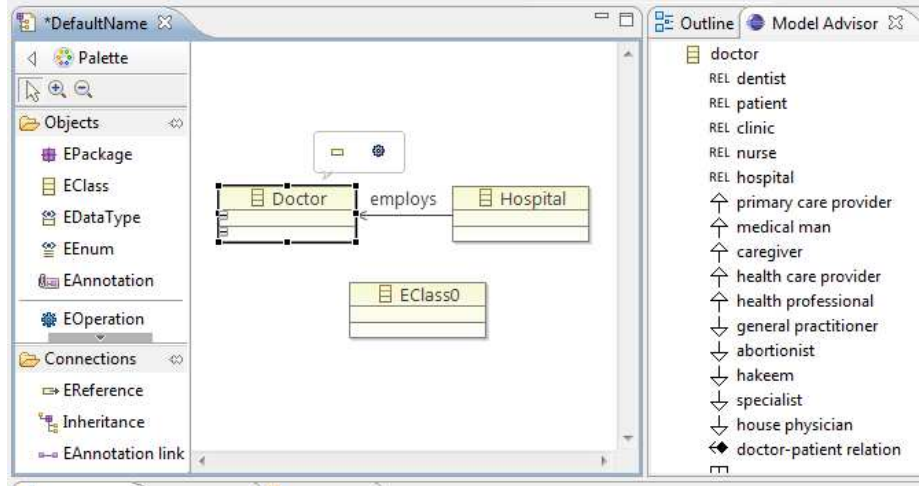 *DefaultName
Palette
Objects
EPackage
EClass
EDataType
EEnum
EAnnotation
EOperation
Connections
EReference
Inheritance
EAnnotation link
Doctor
employs
Hospital
EClass0
Outline
Model Advisor
doctor
REL dentist
REL patient
REL clinic
REL nurse
REL hospital
primary care provider
medical man
caregiver
health care provider
health professional
general practitioner
abortionist
hakeem
specialist
house physician
doctor-patient relation